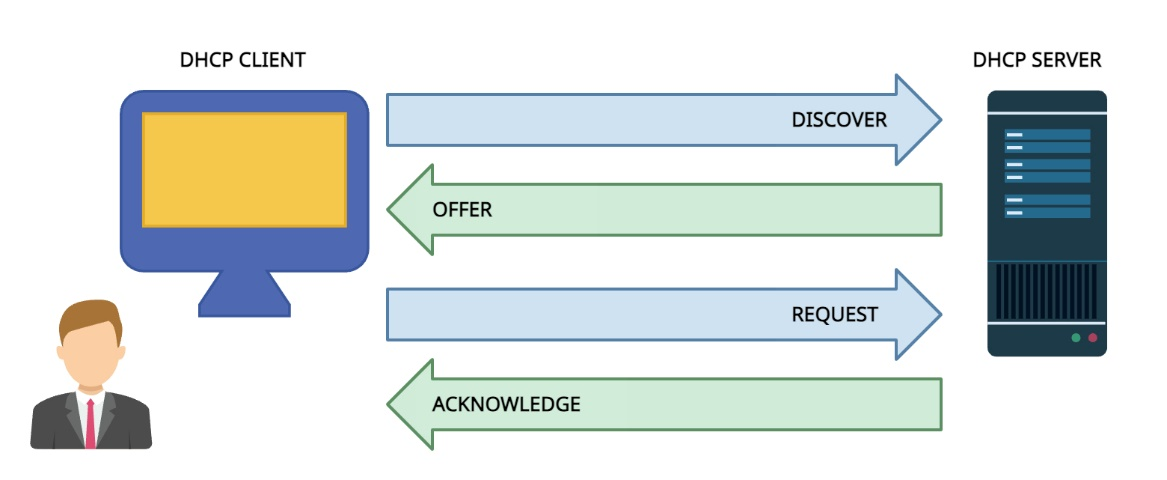 DHCP CLIENT
DHCP SERVER
DISCOVER
OFFER
REQUEST
ACKNOWLEDGE